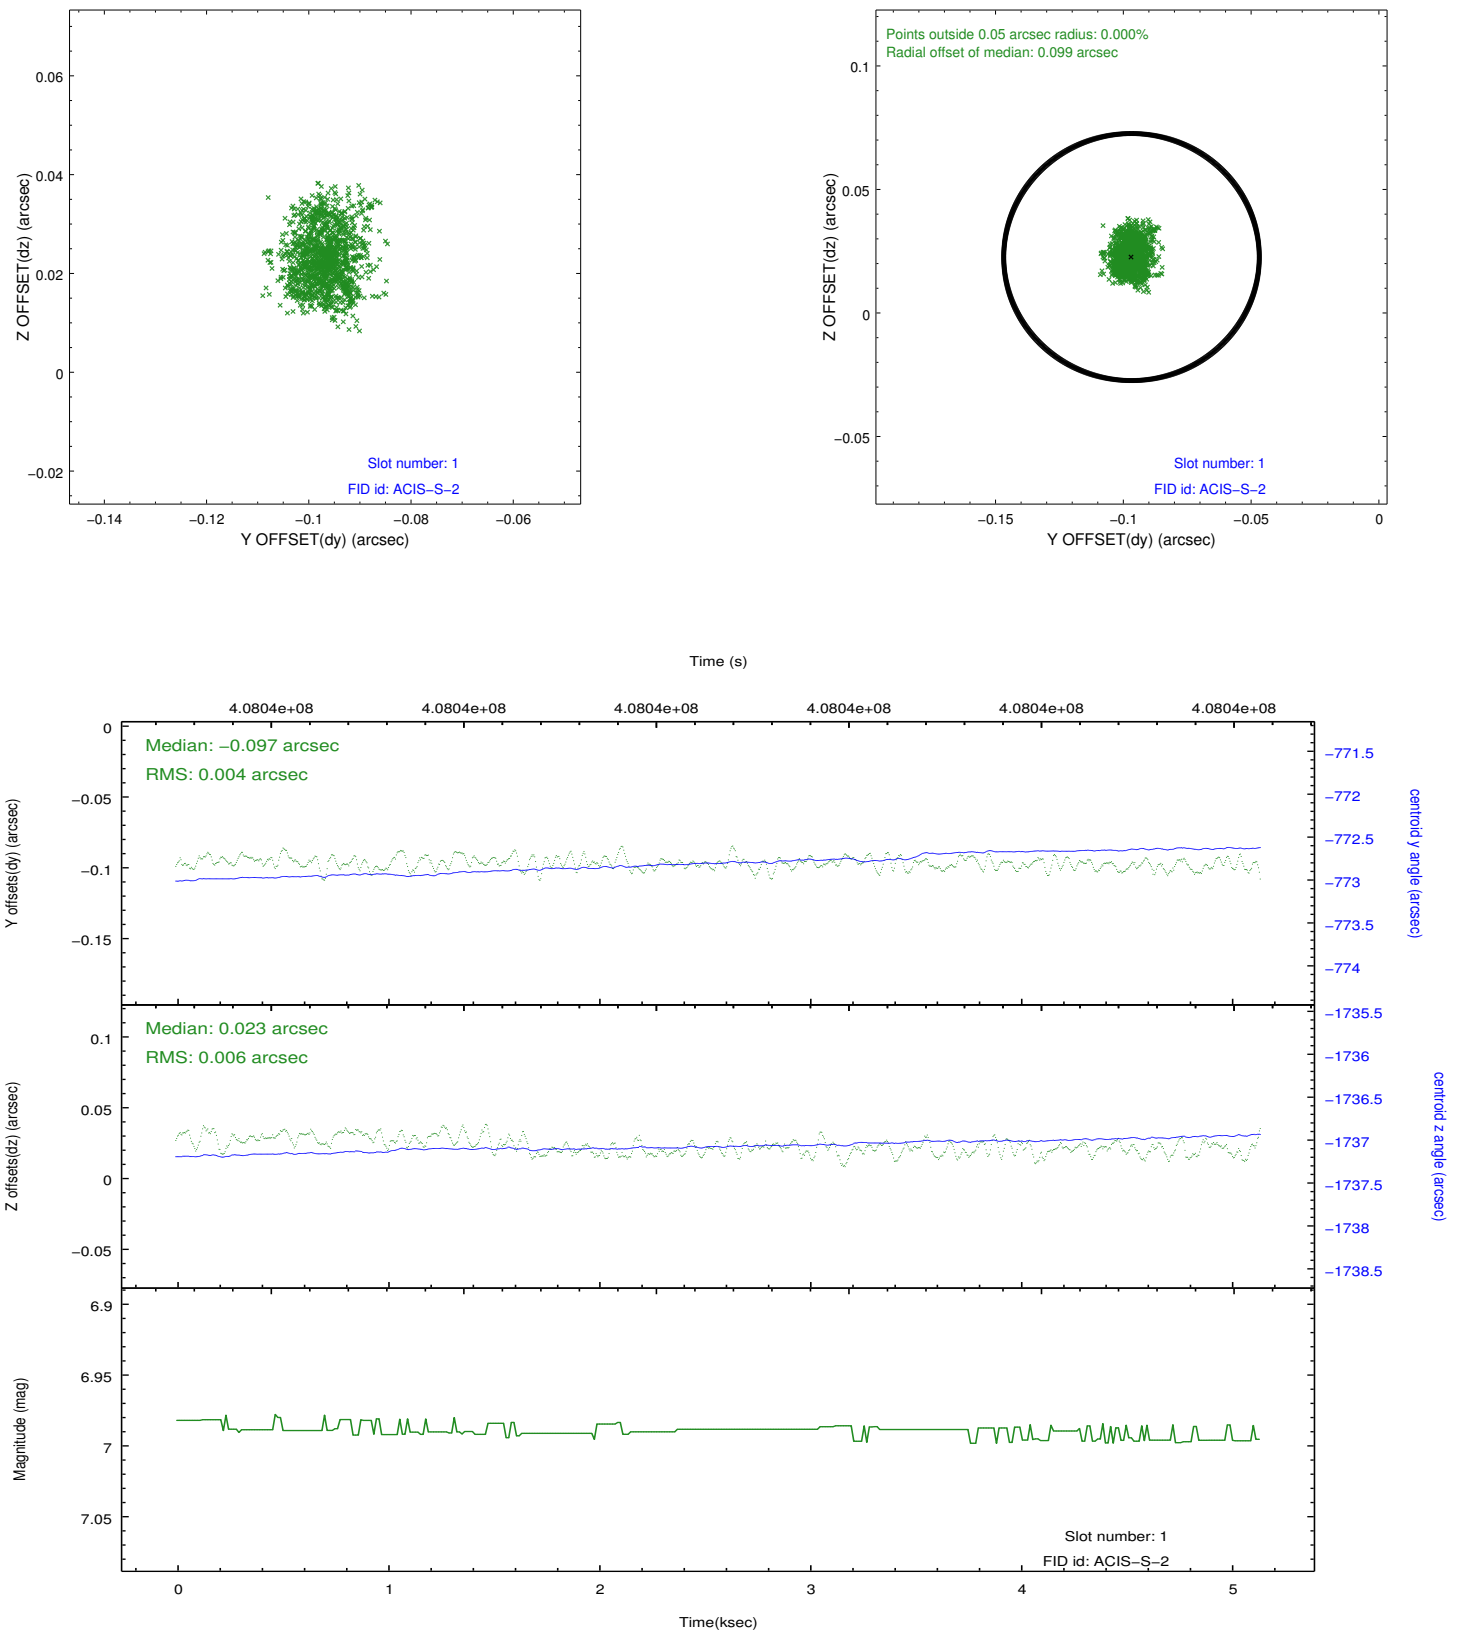 0.06
0.04
0.02
0
−0.02
Z OFFSET(dz) (arcsec)
Slot number: 1
FID id: ACIS−S−2
−0.14 −0.12 −0.1 −0.08 −0.06
Y OFFSET(dy) (arcsec)
Points outside 0.05 arcsec radius: 0.000%
Radial offset of median: 0.099 arcsec
0.1
0.05
0
−0.05
Z OFFSET(dz) (arcsec)
Slot number: 1
FID id: ACIS−S−2
−0.15 −0.1 −0.05 0
Y OFFSET(dy) (arcsec)
Time (s)
4.0804e+08 4.0804e+08 4.0804e+08 4.0804e+08 4.0804e+08 4.0804e+08
Median: −0.097 arcsec
RMS: 0.004 arcsec
0
−0.05
−0.1
−0.15
Y offsets(dy) (arcsec)
−771.5
−772
−772.5
−773
−773.5
−774
centroid y angle (arcsec)
Median: 0.023 arcsec
RMS: 0.006 arcsec
0.1
0.05
0
−0.05
Z offsets(dz) (arcsec)
−1735.5
−1736
−1736.5
−1737
−1737.5
−1738
−1738.5
centroid z angle (arcsec)
6.9
6.95
7
7.05
Magnitude (mag)
Slot number: 1
FID id: ACIS−S−2
0 1 2 3 4 5
Time(ksec)